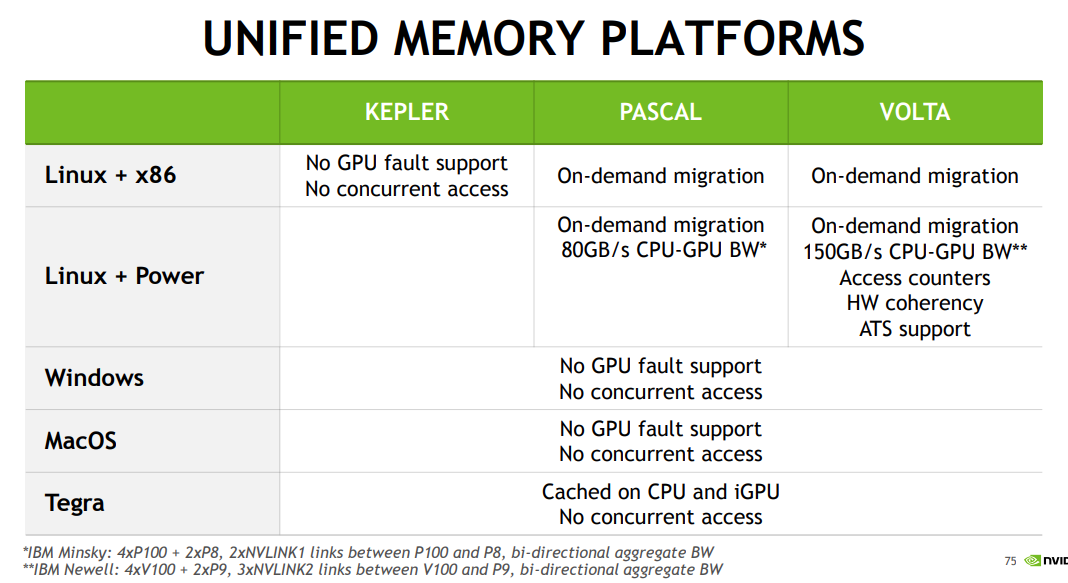 UNIFIED MEMORY PLATFORMS
KEPLER PASCAL VOLTA
Linux + x86
No GPU fault support
No concurrent access
On-demand migration
On-demand migration
Linux + Power
On-demand migration
80GB/s CPU-GPU BW*
On-demand migration
150GB/s CPU-GPU BW**
Access counters
HW coherency
ATS support
Windows
No GPU fault support
No concurrent access
MacOS
No GPU fault support
No concurrent access
Tegra
Cached on CPU and iGPU
No concurrent access
*IBM Minsky: 4xP100 + 2xP8, 2xNVLINK1 links between P100 and P8, bi-directional aggregate BW
**IBM Newell: 4xV100 + 2xP9, 3xNVLINK2 links between V100 and P9, bi-directional aggregate BW
75